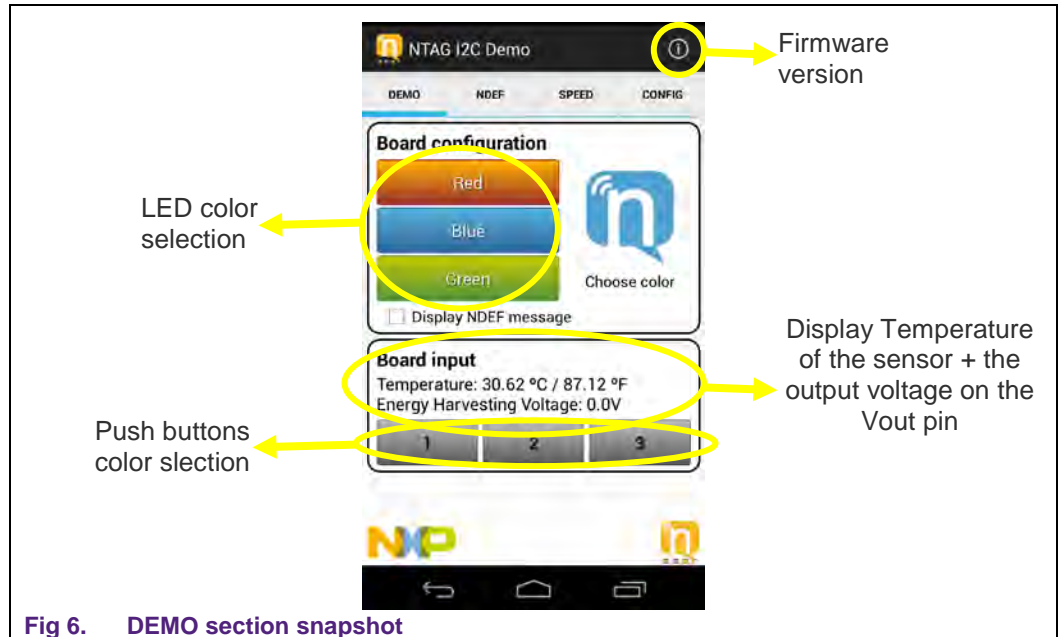 NTAG I2C Demo
Firmware
version
DEMO NDEF SPEED CONFIG
Board configuration
Red
Blue
Green
Choose color
Display NDEF message
LED color
selection
Board input
Temperature: 30.62 ºC / 87.12 ºF
Energy Harvesting Voltage: 0.0V
1 2 3
Display Temperature
of the sensor + the
output voltage on the
Vout pin
Push buttons
color slection
NXP
Fig 6. DEMO section snapshot